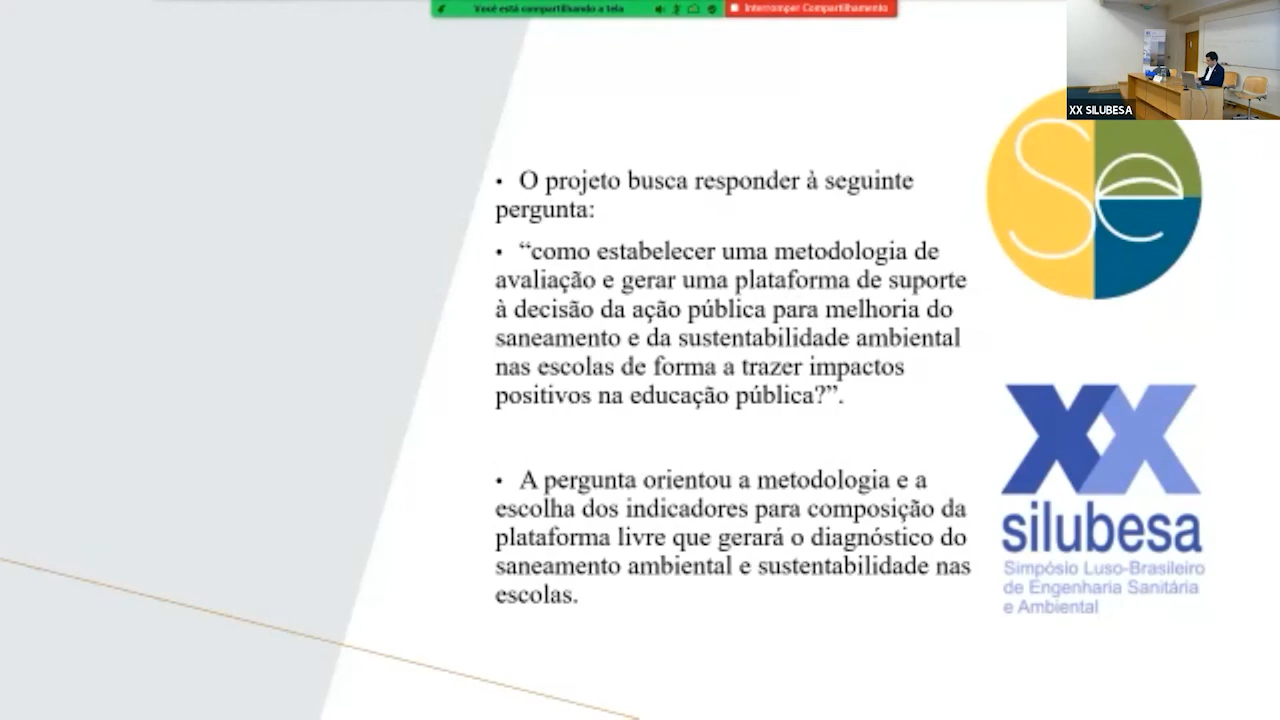 Você está compartilhando a tela
Interromper Compartilhamento
XX SILUBESA
Se
• O projeto busca responder à seguinte
pergunta:
• “como estabelecer uma metodologia de
avaliação e gerar uma plataforma de suporte
à decisão da ação pública para melhoria do
saneamento e da sustentabilidade ambiental
nas escolas de forma a trazer impactos
positivos na educação pública?”.
• A pergunta orientou a metodologia e a
escolha dos indicadores para composição da
plataforma livre que gerará o diagnóstico do
saneamento ambiental e sustentabilidade nas
escolas.
XX
silubesa
Simpósio Luso-Brasileiro
de Engenharia Sanitária
e Ambiental